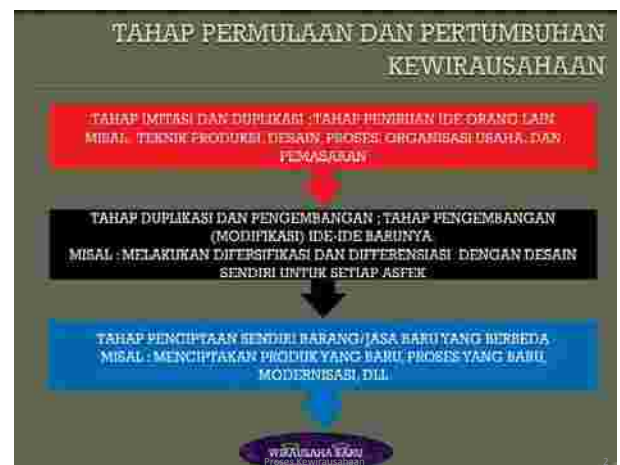 TAHAP PERMULAAN DAN PERTUMBUHAN
KEWIRAUSAHAAN
TAHAP IMITASI DAN DUPLIKASI : TAHAP PENIRUAN IDE ORANG LAIN
MISAL : TEKNIK PRODUKSI, DESAIN, PROSES, ORGANISASI USAHA, DAN
PEMASARAN
TAHAP DUPLIKASI DAN PENGEMBANGAN : TAHAP PENGEMBANGAN
(MODIFIKASI) IDE-IDE BARUNYA
MISAL : MELAKUKAN DIFERSIFIKASI DAN DIFFERENSIASI DENGAN DESAIN
SENDIRI UNTUK SETIAP ASFEK
TAHAP PENCIPTAAN SENDIRI BARANG/JASA BARU YANG BERBEDA
MISAL : MENCIPTAKAN PRODUK YANG BARU, PROSES YANG BARU,
MODERNISASI, DLL
WIRAUSAHA BARU
Proses Kewirausahaan
2